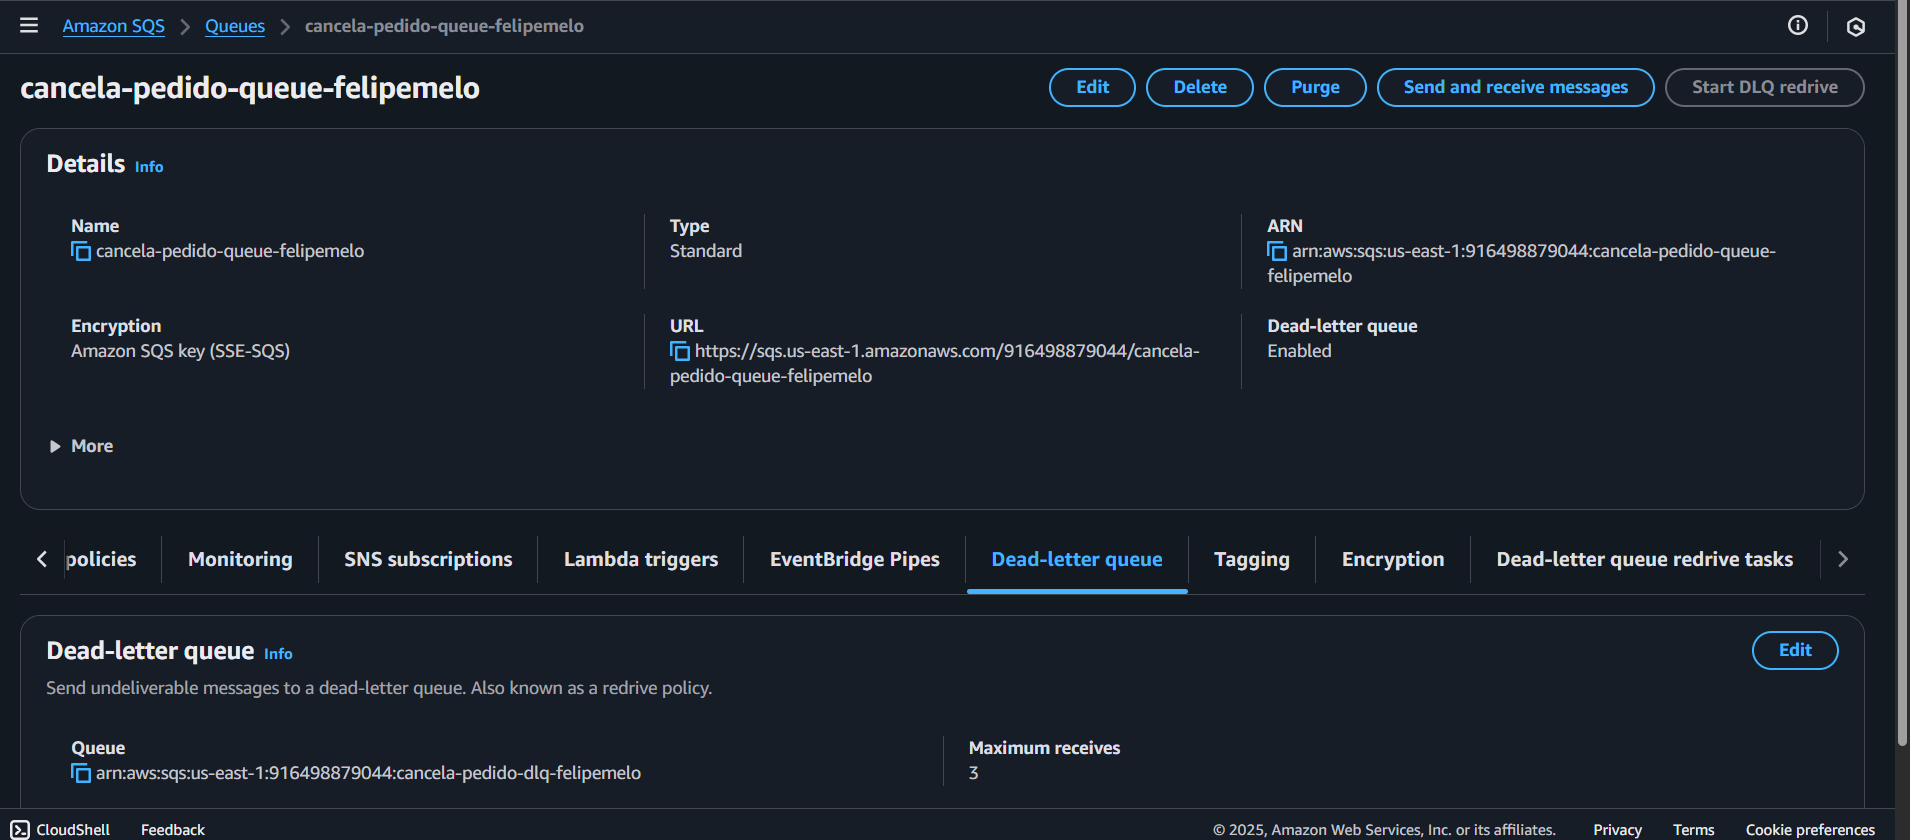 Amazon SQS
Queues
cancela-pedido-queue-felipemelo
cancela-pedido-queue-felipemelo
Edit
Delete
Purge
Send and receive messages
Start DLQ redrive
Details Info
Name
cancela-pedido-queue-felipemelo
Type
Standard
ARN
arn:aws:sqs:us-east-1:916498879044:cancela-pedido-queue-
felipemelo
Encryption
Amazon SQS key (SSE-SQS)
URL
https://sqs.us-east-1.amazonaws.com/916498879044/cancela-
pedido-queue-felipemelo
Dead-letter queue
Enabled
More
policies
Monitoring
SNS subscriptions
Lambda triggers
EventBridge Pipes
Dead-letter queue
Tagging
Encryption
Dead-letter queue redrive tasks
Dead-letter queue Info
Edit
Send undeliverable messages to a dead-letter queue. Also known as a redrive policy.
Queue
arn:aws:sqs:us-east-1:916498879044:cancela-pedido-dlq-felipemelo
Maximum receives
3
CloudShell
Feedback
© 2025, Amazon Web Services, Inc. or its affiliates.
Privacy
Terms
Cookie preferences